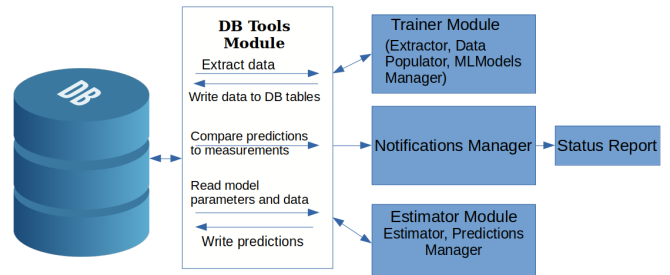 DB
DB Tools
Module
Extract data
Write data to DB tables
Compare predictions
to measurements
Read model
parameters and data
Write predictions
Trainer Module
(Extractor, Data
Populator, MLModels
Manager)
Notifications Manager
Status Report
Estimator Module
Estimator, Predictions
Manager